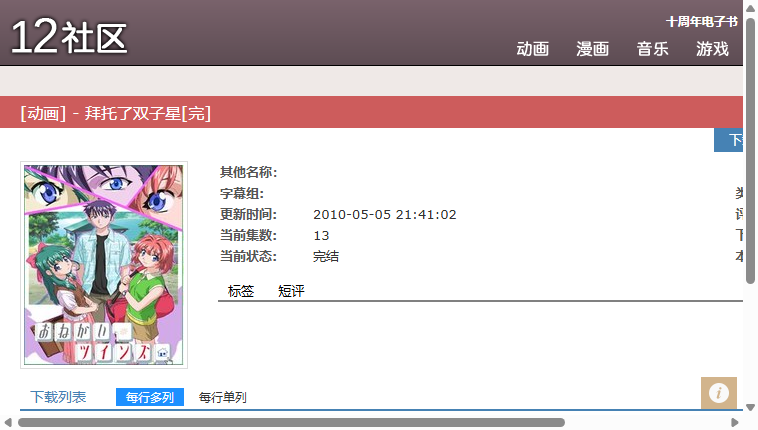 十周年电子书
12社区
动画 漫画 音乐 游戏
[动画] - 拜托了双子星[完]
下
其他名称:
字幕组:
更新时间: 2010-05-05 21:41:02
当前集数: 13
当前状态: 完结
标签 短评
おねがい
ツインズ
下载列表 每行多列 每行单列
i